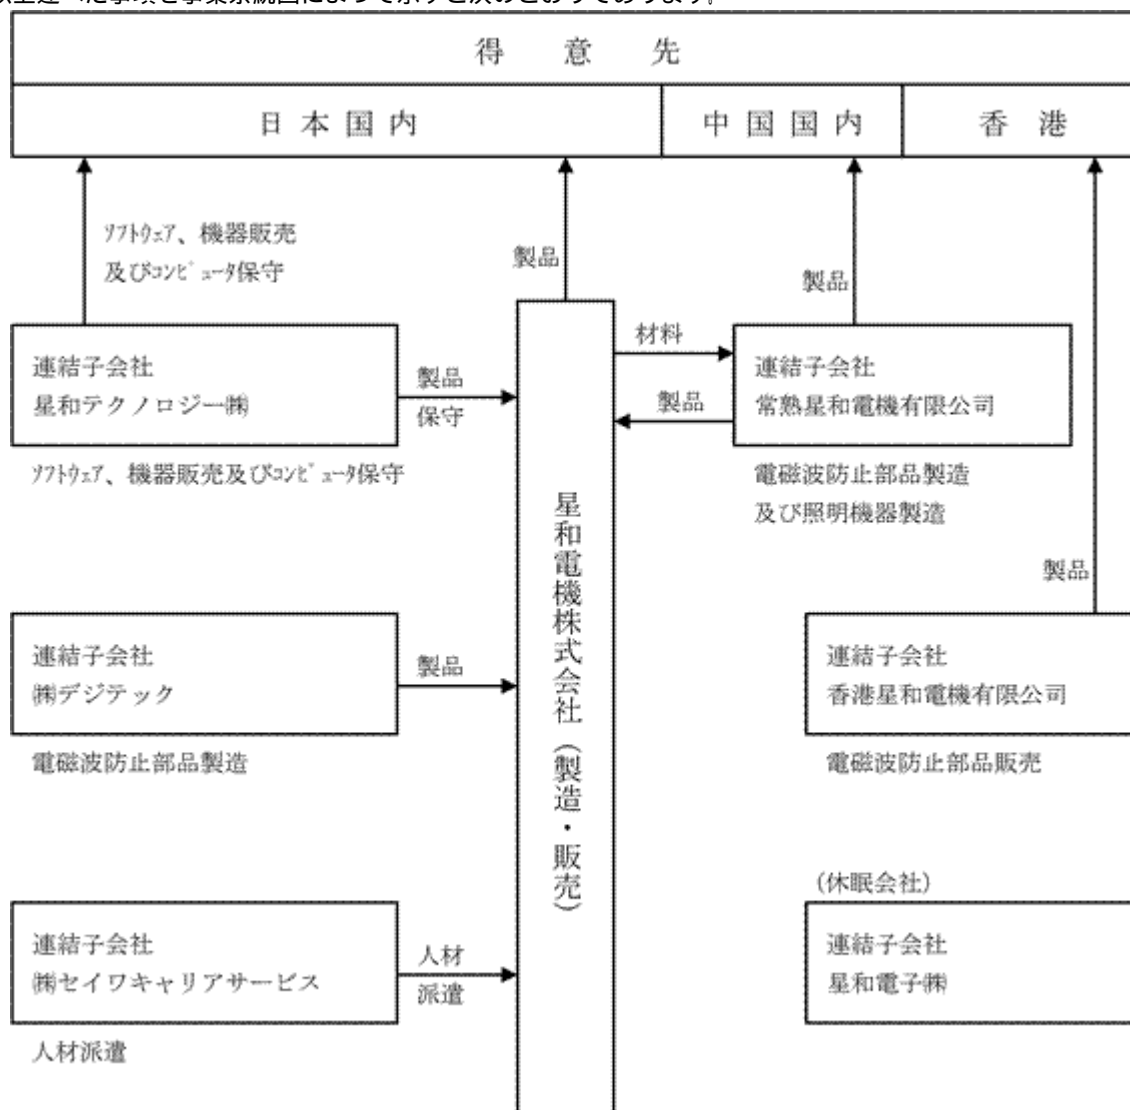 以上述べた事項を事業系統図によって示すと次のとおりであります。
得意先
日本国内
中国国内
香港
ｿﾌﾄｳｪｱ、機器販売
及びｺﾝﾋﾟｭｰﾀ保守
製品
製品
連結子会社
星和テクノロジー㈱
製品
保守
ｿﾌﾄｳｪｱ、機器販売及びｺﾝﾋﾟｭｰﾀ保守
材料
製品
連結子会社
常熟星和電機有限公司
電磁波防止部品製造
及び照明機器製造
星和電機株式会社（製造・販売）
製品
連結子会社
㈱デジテック
製品
電磁波防止部品製造
連結子会社
香港星和電機有限公司
電磁波防止部品販売
連結子会社
㈱セイワキャリアサービス
人材
派遣
人材派遣
(休眠会社)
連結子会社
星和電子㈱